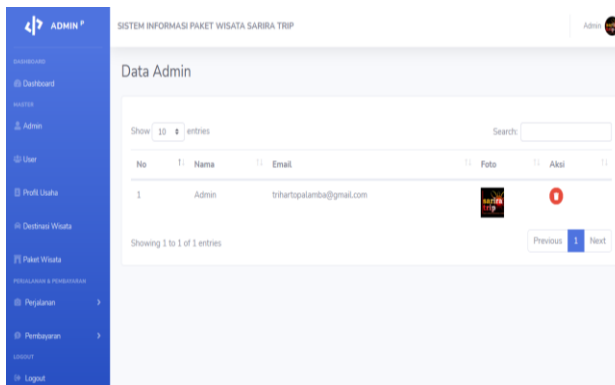 ADMIN P
SISTEM INFORMASI PAKET WISATA SARIRA TRIP
Admin
DASHBOARD
Dashboard
MASTER
Admin
User
Profil Usaha
Destinasi Wisata
Paket Wisata
PERJALANAN & PEMBAYARAN
Perjalanan
Pembayaran
LOGOUT
Logout
Data Admin
Show 10 entries
Search:
No Nama Email Foto Aksi
1 Admin trihartopalamba@gmail.com
sarira
trip
Showing 1 to 1 of 1 entries
Previous 1 Next